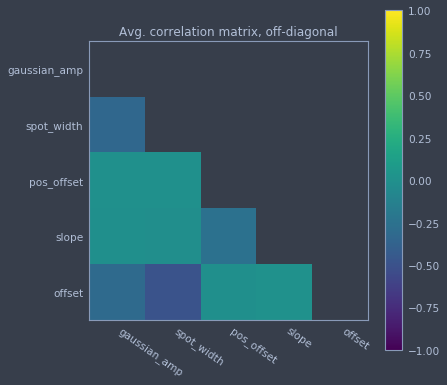 Avg. correlation matrix, off-diagonal
gaussian_amp
spot_width
pos_offset
slope
offset
gaussian_amp
spot_width
pos_offset
slope
offset
1.00
0.75
0.50
0.25
0.00
−0.25
−0.50
−0.75
−1.00